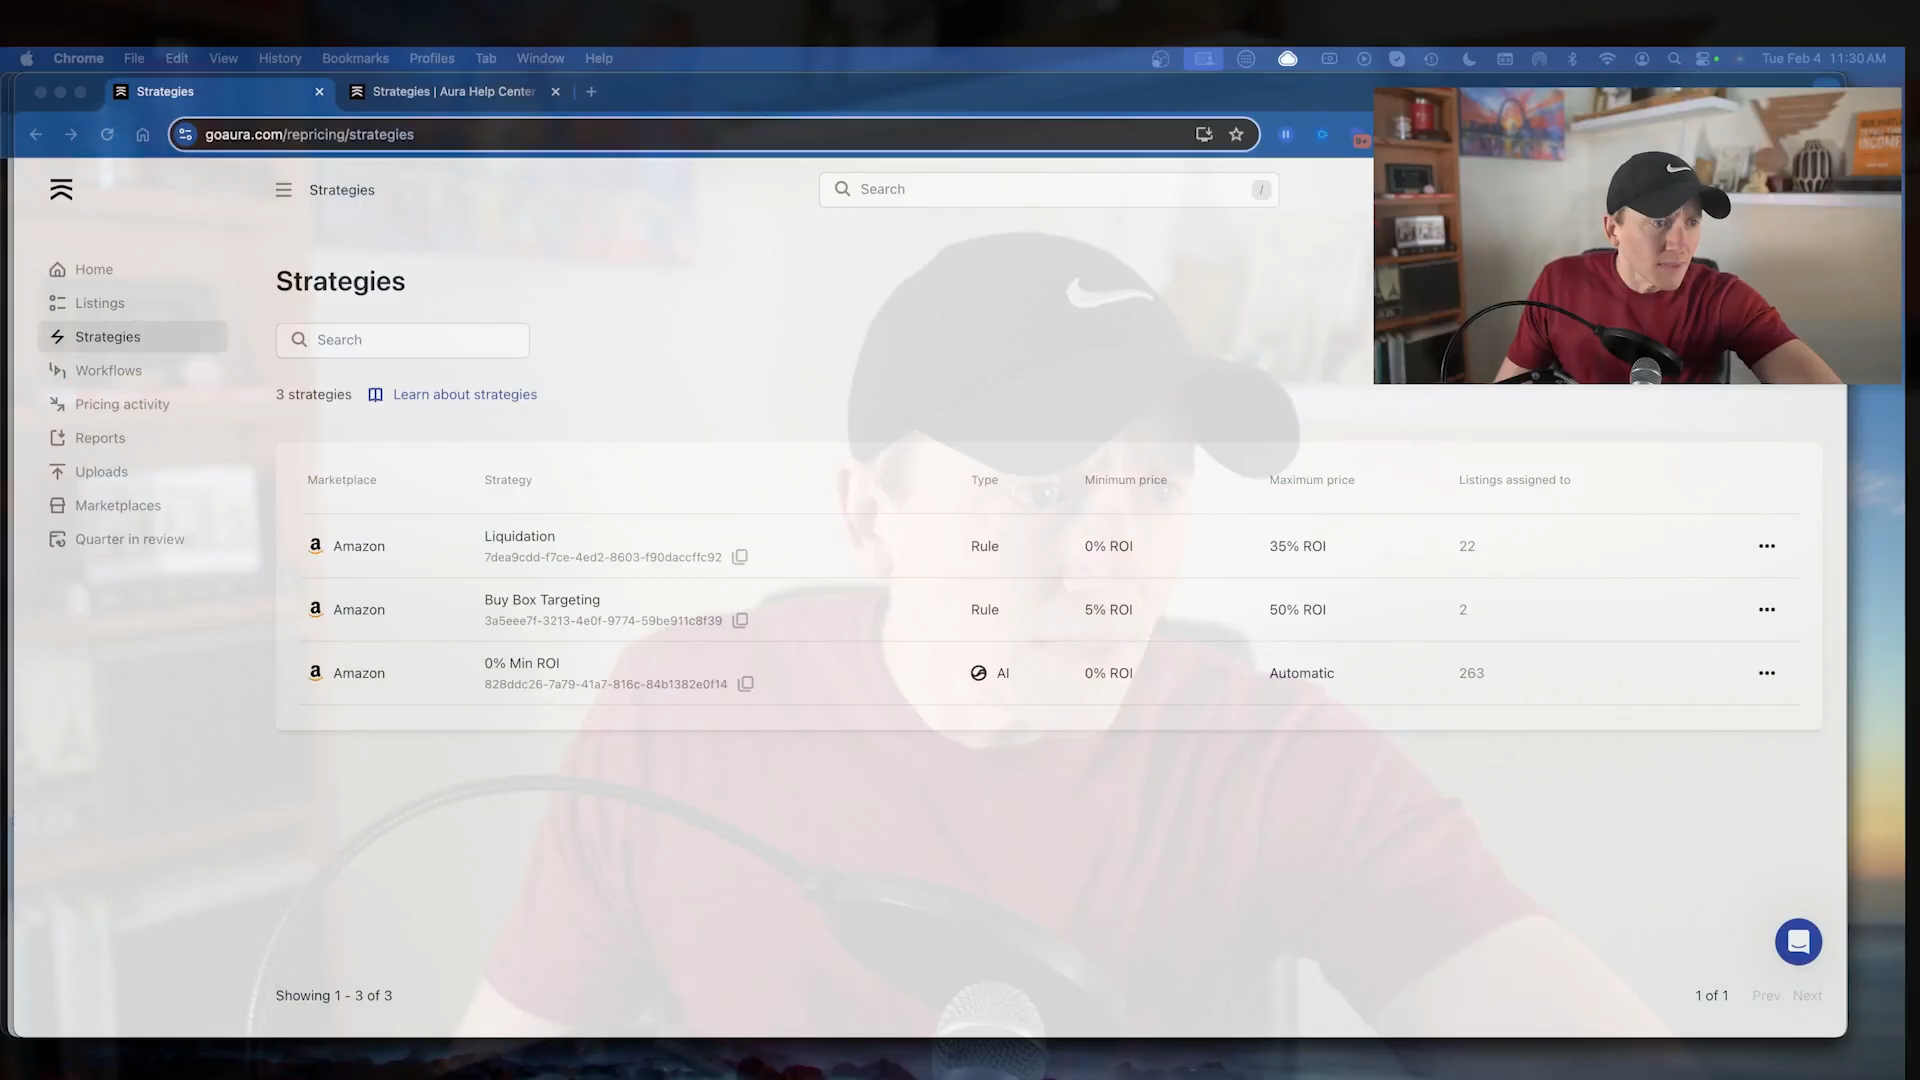 Chrome File Edit View History Bookmarks Profiles Tab Window Help Tue Feb 4 11:30 AM
Strategies Strategies | Aura Help Center
goaura.com/repricing/strategies 9+
Strategies Search /
Home
Listings
Strategies
Workflows
Pricing activity
Reports
Uploads
Marketplaces
Quarter in review
Strategies
Search
3 strategies Learn about strategies
Marketplace Strategy Type Minimum price Maximum price Listings assigned to
Amazon Liquidation Rule 0% ROI 35% ROI 22
7dea9cdd-f7ce-4ed2-8603-f90daccffc92
Amazon Buy Box Targeting Rule 5% ROI 50% ROI 2
3a5eee7f-3213-4e0f-9774-59be911c8f39
Amazon 0% Min ROI AI 0% ROI Automatic 263
828ddc26-7a79-41a7-816c-84b1382e0f14
Showing 1 - 3 of 3 1 of 1 Prev Next